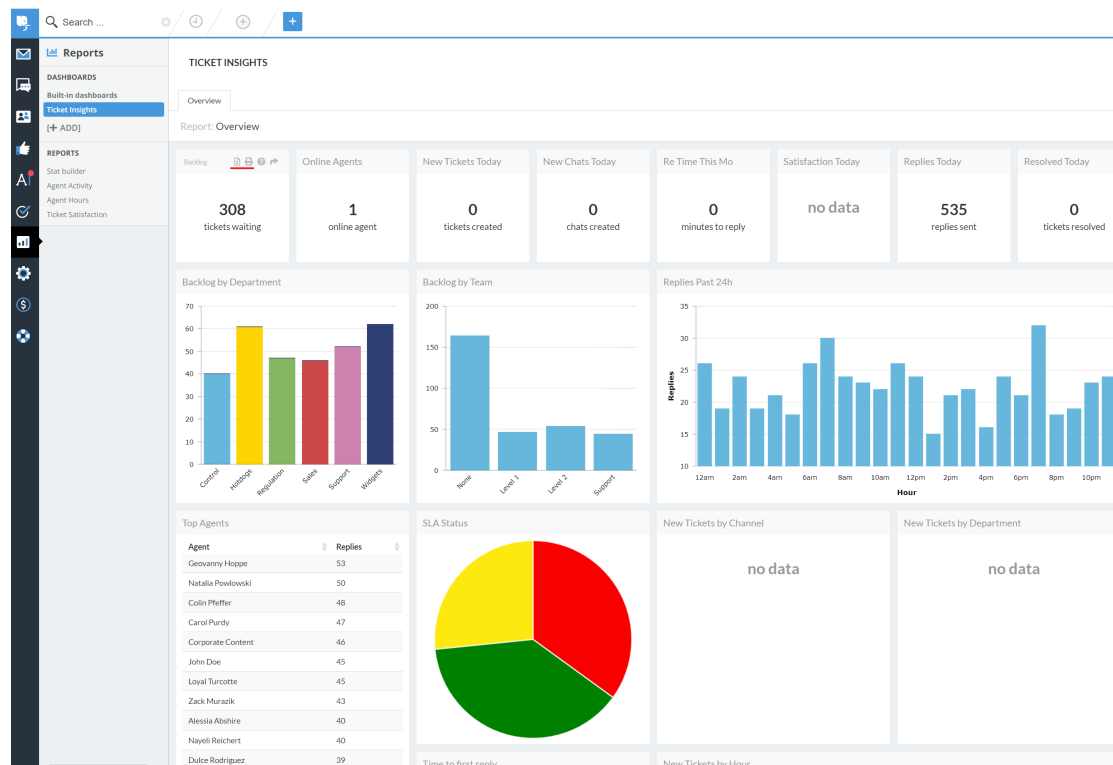 Search ...
Reports
DASHBOARDS
Built-in dashboards
Ticket Insights
[+ ADD]
REPORTS
Stat builder
Agent Activity
Agent Hours
Ticket Satisfaction
TICKET INSIGHTS
Overview
Report: Overview
Backlog
308
tickets waiting
Online Agents
1
online agent
New Tickets Today
0
tickets created
New Chats Today
0
chats created
Re Time This Mo
0
minutes to reply
Satisfaction Today
no data
Replies Today
535
replies sent
Resolved Today
0
tickets resolved
Backlog by Department
70
60
50
40
30
20
10
0
Control
Hotdogs
Regulation
Sales
Support
Widgets
Backlog by Team
200
150
100
50
0
None
Level 1
Level 2
Support
Replies Past 24h
35
30
25
20
15
10
Replies
12am 2am 4am 6am 8am 10am 12pm 2pm 4pm 6pm 8pm 10pm
Hour
Top Agents
Agent Replies
Geovanny Hoppe 53
Natalia Powlowski 50
Colin Pfeffer 48
Carol Purdy 47
Corporate Content 46
John Doe 45
Loyal Turcotte 45
Zack Murazik 43
Alessia Abshire 40
Nayeli Reichert 40
Dulce Rodriguez 39
SLA Status
New Tickets by Channel
no data
New Tickets by Department
no data
Time to first reply
New Tickets by Hour